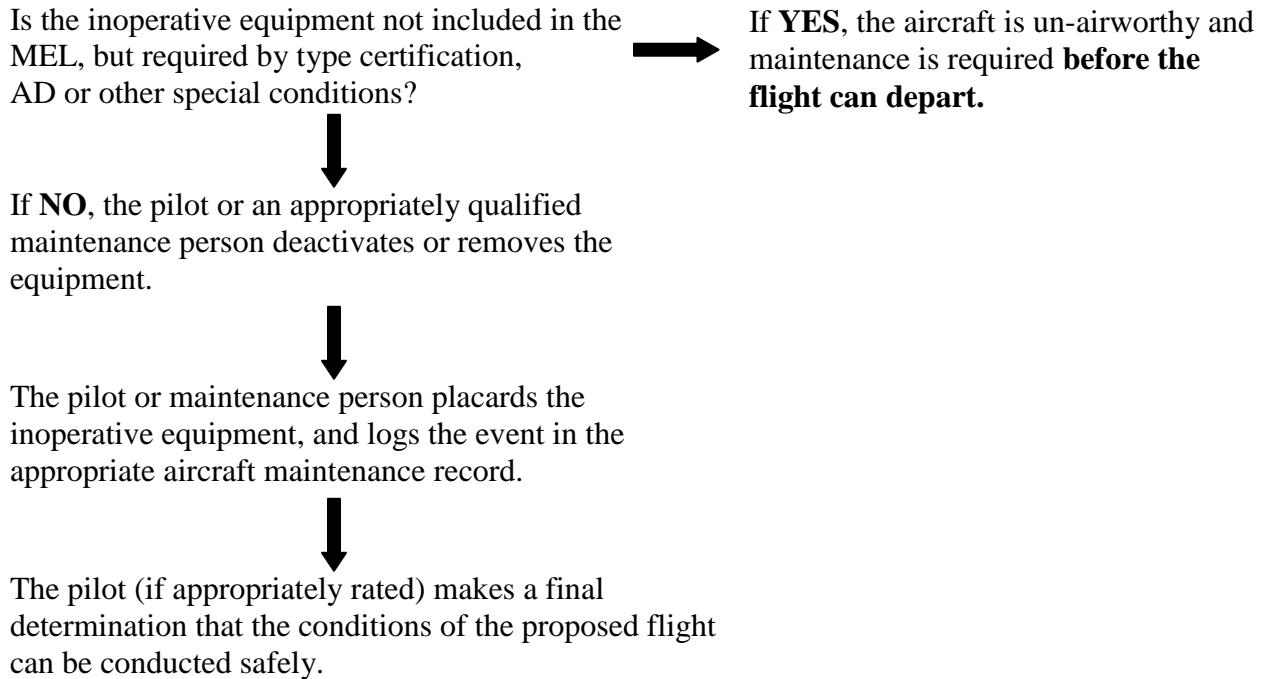 Is the inoperative equipment not included in the
MEL, but required by type certification,
AD or other special conditions?
If YES, the aircraft is un-airworthy and
maintenance is required before the
flight can depart.
If NO, the pilot or an appropriately qualified
maintenance person deactivates or removes the
equipment.
The pilot or maintenance person placards the
inoperative equipment, and logs the event in the
appropriate aircraft maintenance record.
The pilot (if appropriately rated) makes a final
determination that the conditions of the proposed flight
can be conducted safely.